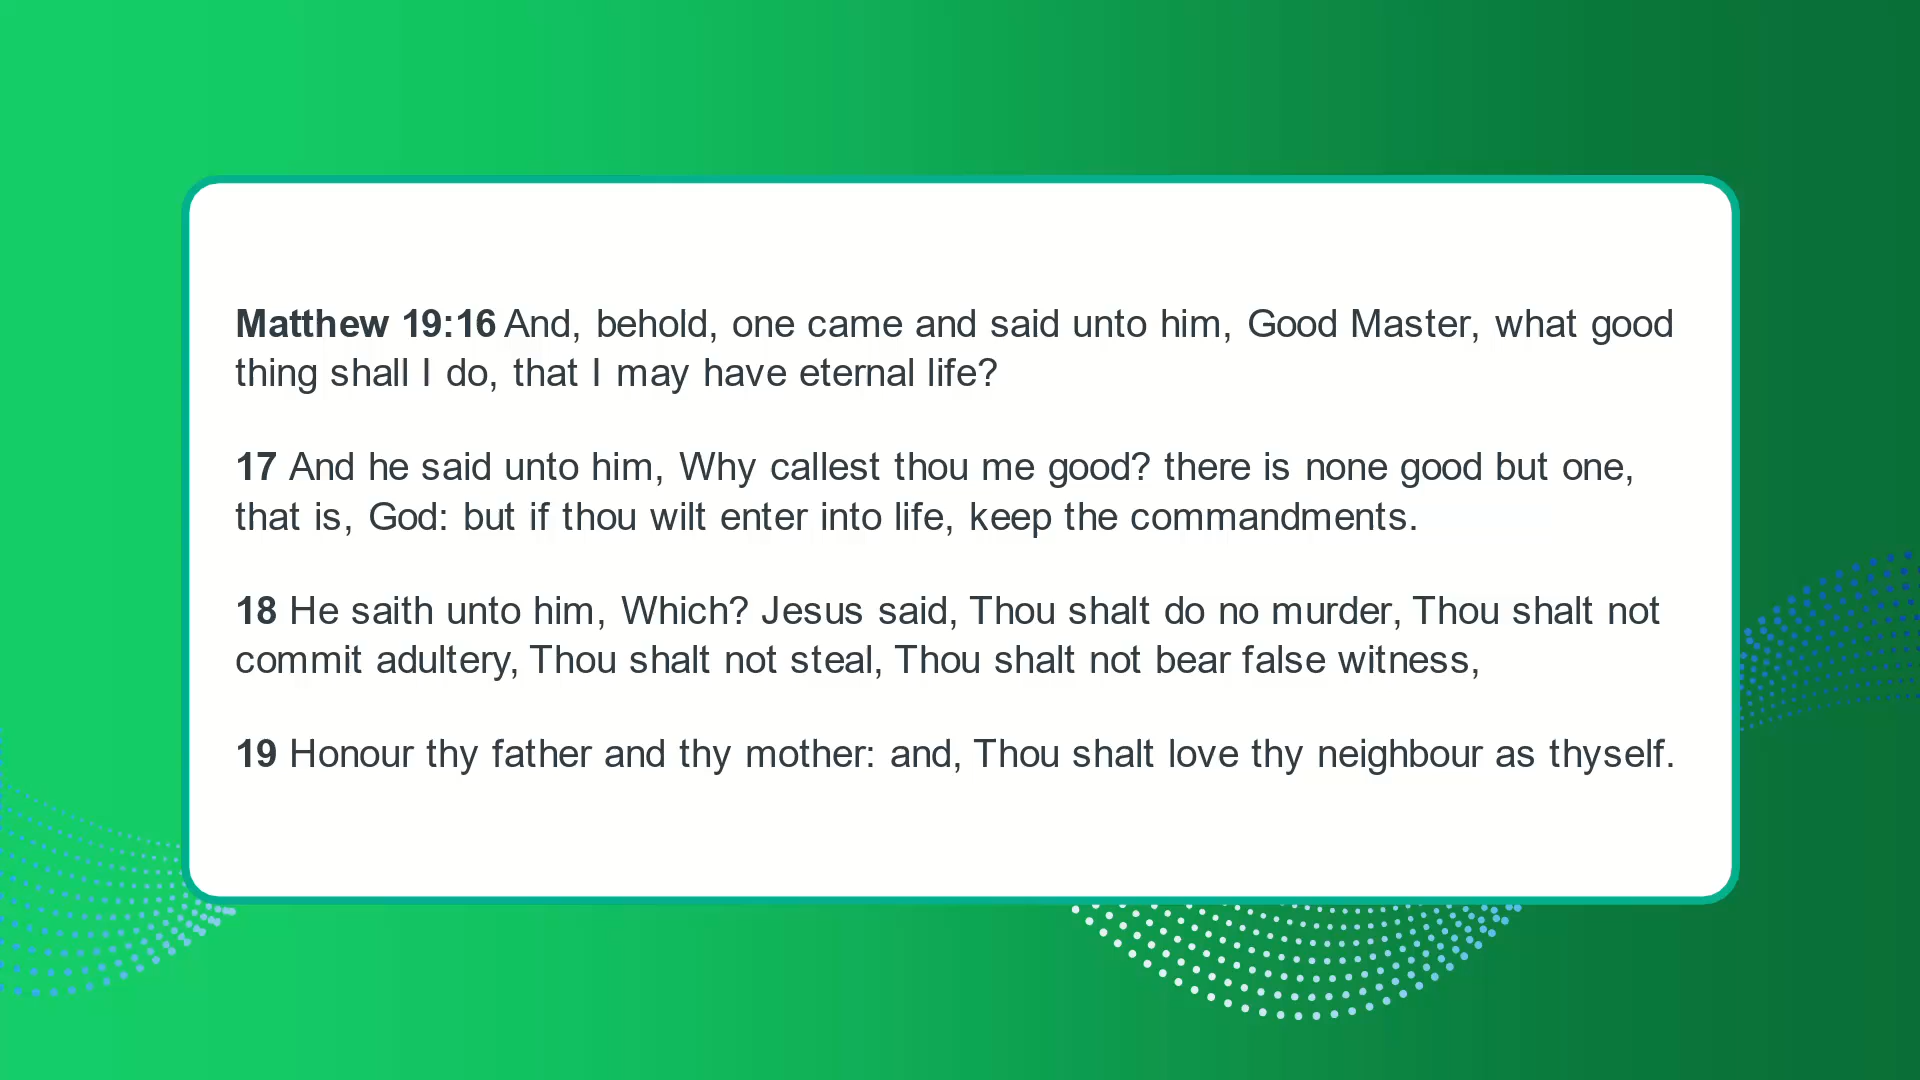 Matthew 19:16 And, behold, one came and said unto him, Good Master, what good
thing shall I do, that I may have eternal life?
17 And he said unto him, Why callest thou me good? there is none good but one,
that is, God: but if thou wilt enter into life, keep the commandments.
18 He saith unto him, Which? Jesus said, Thou shalt do no murder, Thou shalt not
commit adultery, Thou shalt not steal, Thou shalt not bear false witness,
19 Honour thy father and thy mother: and, Thou shalt love thy neighbour as thyself.